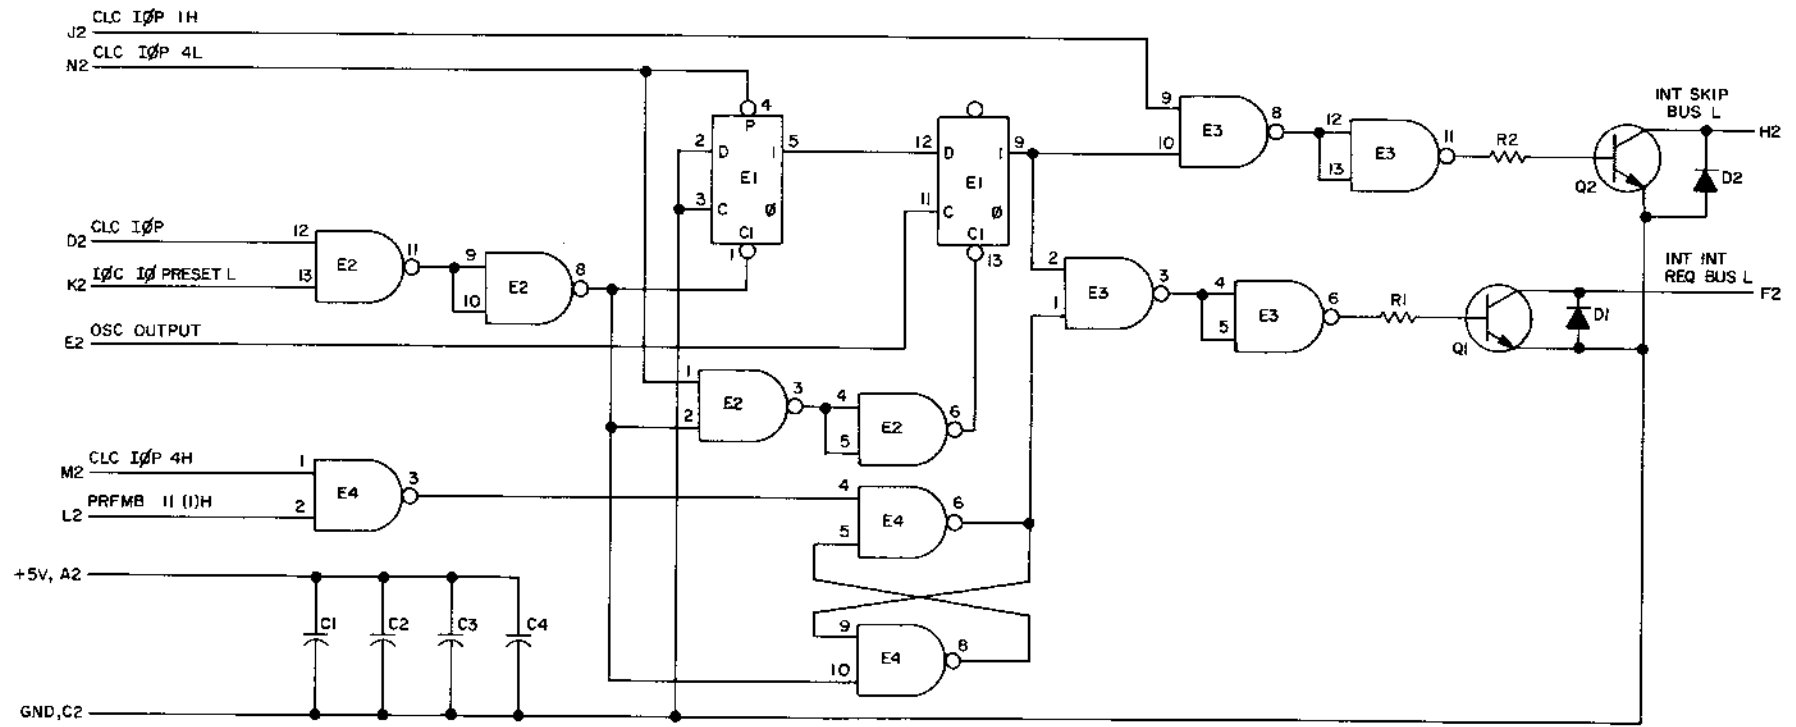 CLC IØP 1H
J2
CLC IØP 4L
N2
4
P
2 D 1 5
E1
3 C Ø
C1
1
12 D 1 9
E1
11 C Ø
C1
13
9
10
E3
8
12
13
E3
11
R2
Q2
INT SKIP
BUS L
H2
D2
CLC IØP
D2
IØC IØ PRESET L
K2
12
13
E2
11
9
10
E2
8
OSC OUTPUT
E2
2
1
E3
3
4
5
E3
6
R1
Q1
INT INT
REQ BUS L
F2
D1
1
2
E2
3
4
5
E2
6
CLC IØP 4H
M2
PRFMB 11 (1)H
L2
1
2
E4
3
4
5
E4
6
9
10
E4
8
+5V, A2
C1
C2
C3
C4
GND,C2